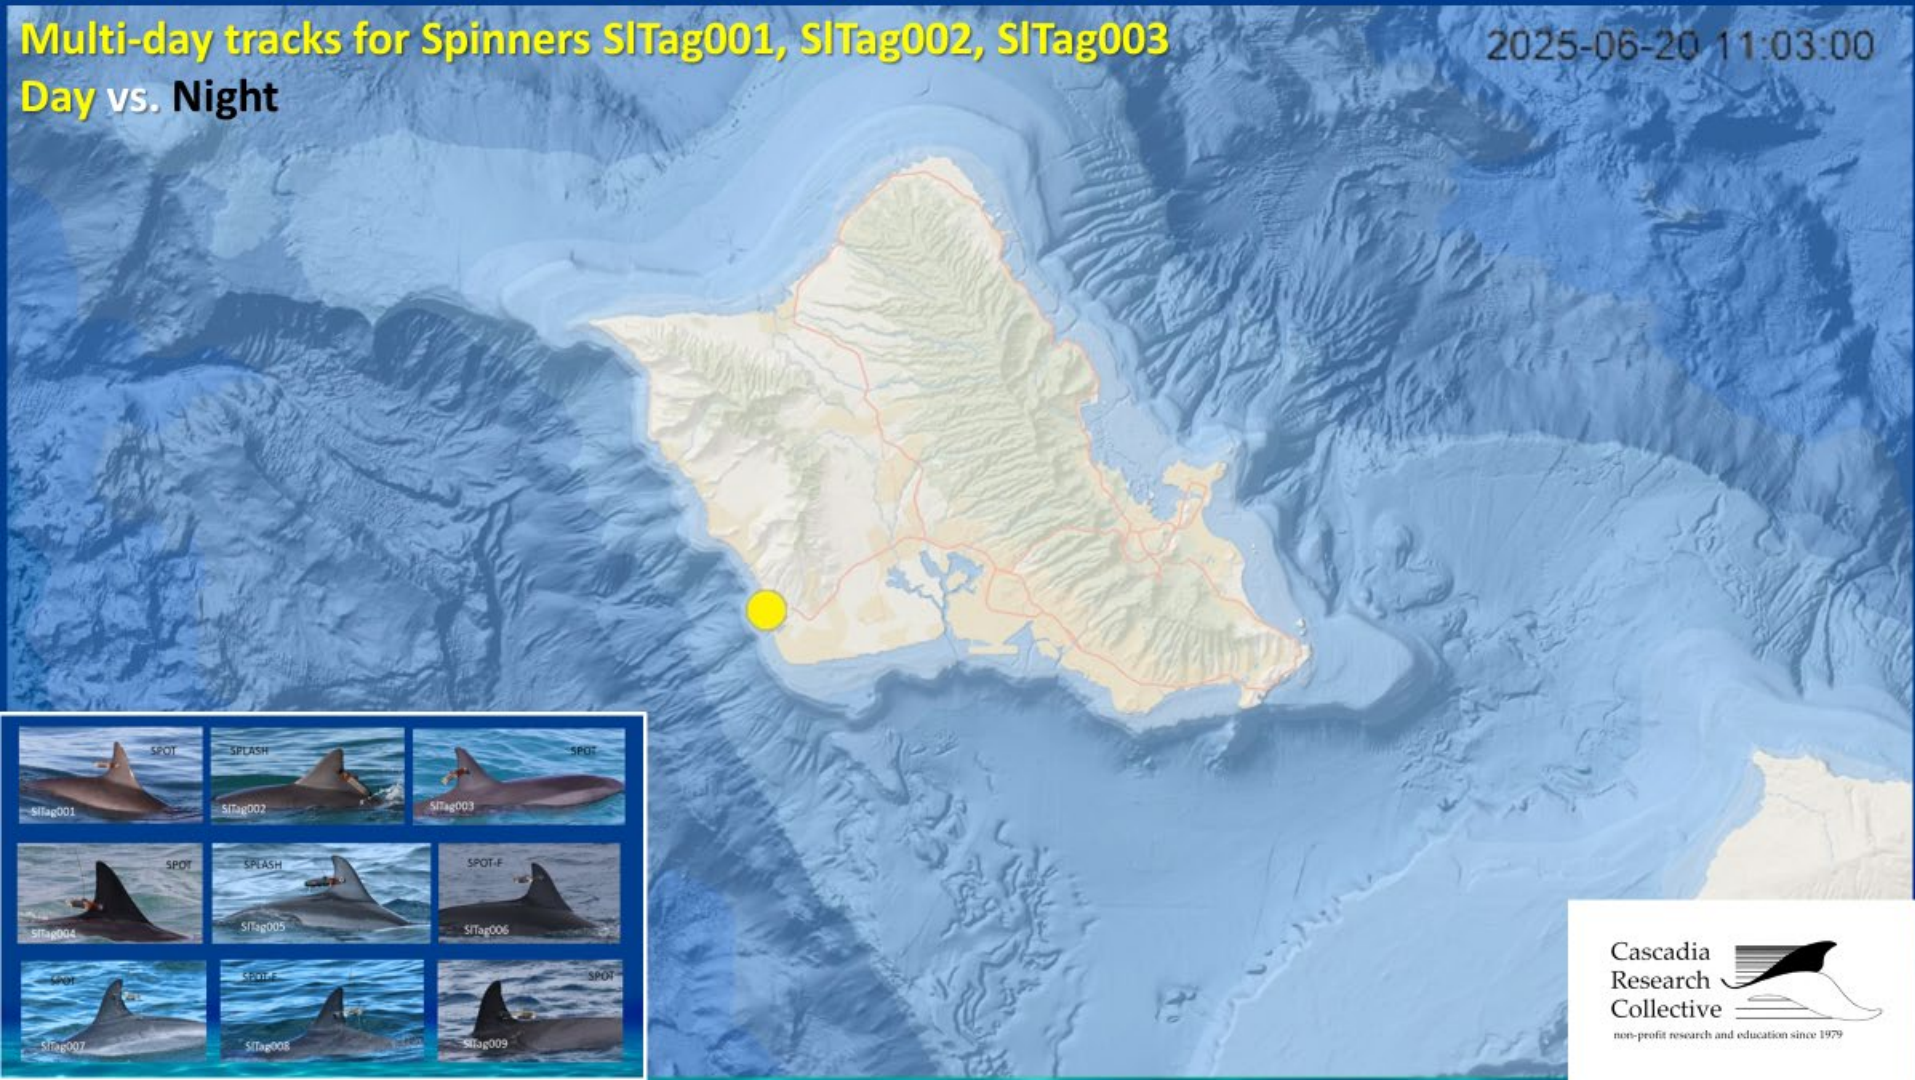 Multi-day tracks for Spinners SlTag001, SlTag002, SlTag003
Day vs. Night
2025-06-20 11:03:00
SPOT
SlTag001
SPLASH
SlTag002
SPOT
SlTag003
SPOT
SlTag004
SPLASH
SlTag005
SPOT-F
SlTag006
SPOT
SlTag007
SPOT-F
SlTag008
SPOT
SlTag009
Cascadia
Research
Collective
non-profit research and education since 1979